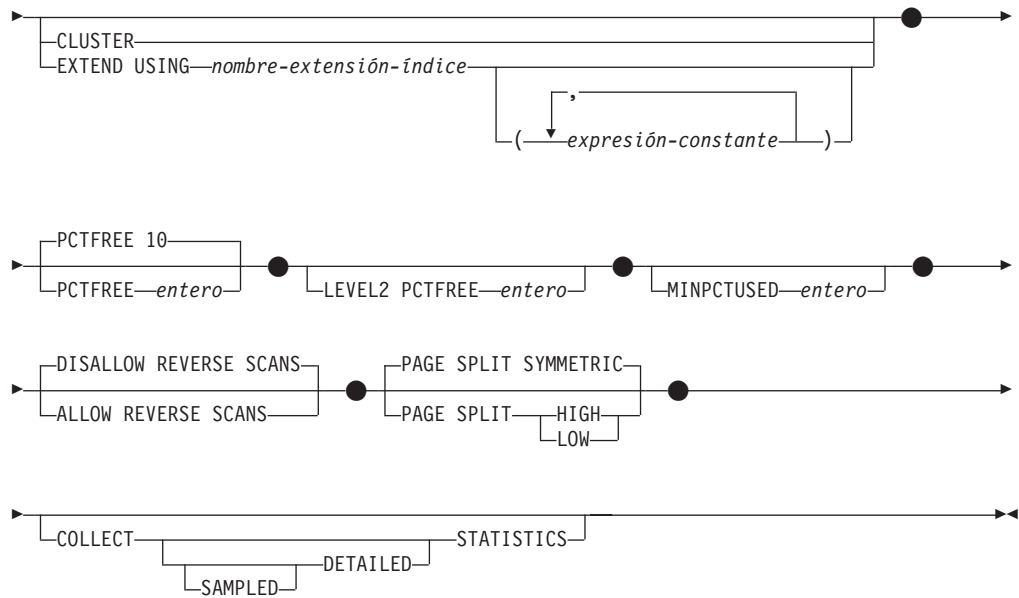 CLUSTER
EXTEND USING nombre-extensión-índice
,
( expresión-constante )
PCTFREE 10
PCTFREE entero LEVEL2 PCTFREE entero MINPCTUSED entero
DISALLOW REVERSE SCANS PAGE SPLIT SYMMETRIC
ALLOW REVERSE SCANS PAGE SPLIT HIGH
LOW
COLLECT STATISTICS
DETAILED
SAMPLED